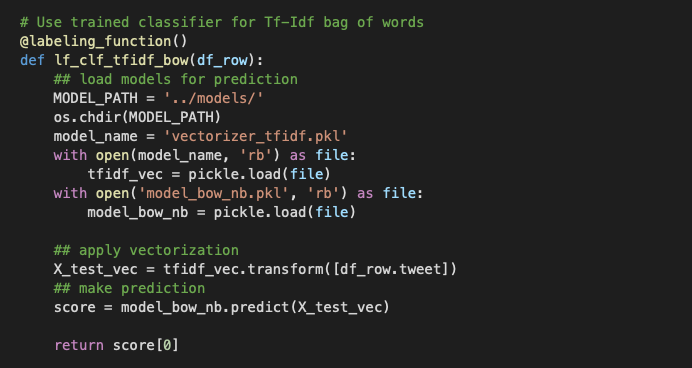 # Use trained classifier for Tf-Idf bag of words
@labeling_function()
def lf_clf_tfidf_bow(df_row):
    ## load models for prediction
    MODEL_PATH = '../models/'
    os.chdir(MODEL_PATH)
    model_name = 'vectorizer_tfidf.pkl'
    with open(model_name, 'rb') as file:
        tfidf_vec = pickle.load(file)
    with open('model_bow_nb.pkl', 'rb') as file:
        model_bow_nb = pickle.load(file)

    ## apply vectorization
    X_test_vec = tfidf_vec.transform([df_row.tweet])
    ## make prediction
    score = model_bow_nb.predict(X_test_vec)

    return score[0]